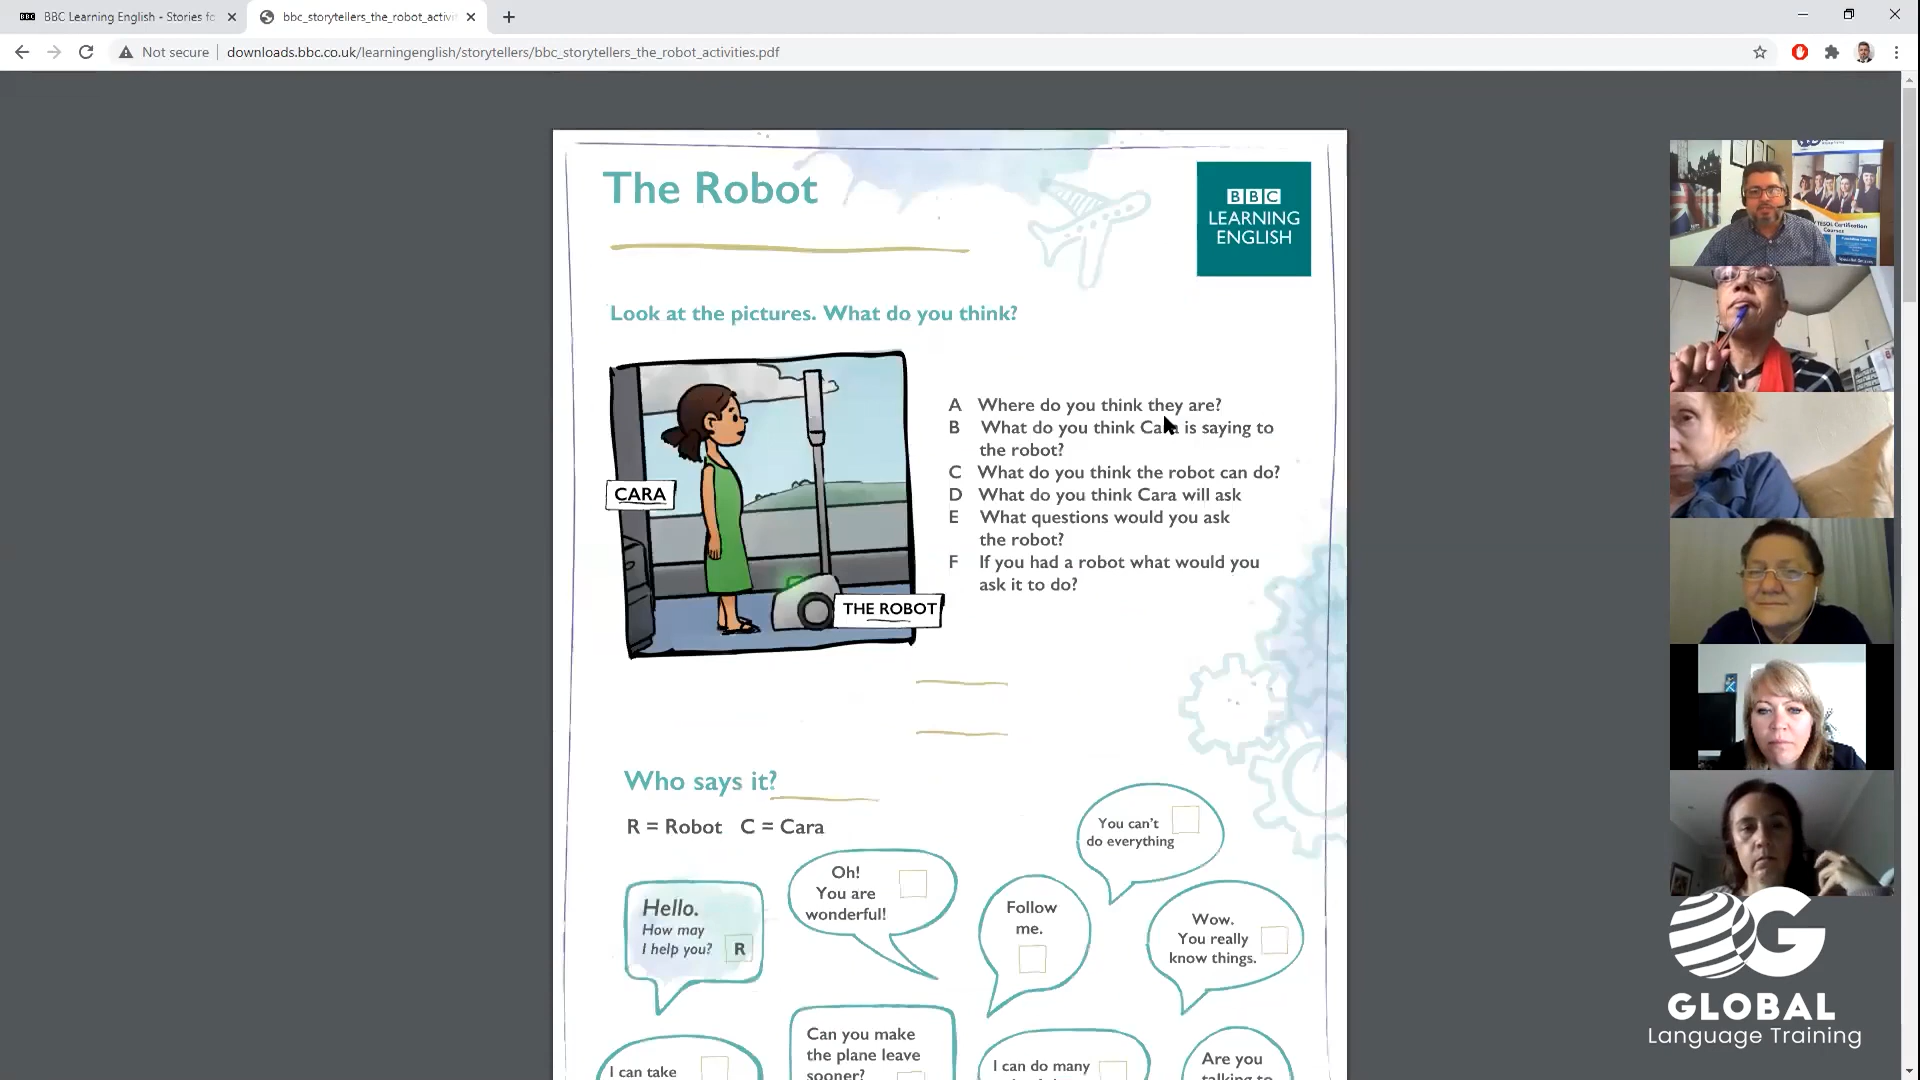 BBC Learning English - Stories fo
bbc_storytellers_the_robot_activit
Not secure
downloads.bbc.co.uk/learningenglish/storytellers/bbc_storytellers_the_robot_activities.pdf
The Robot
BBC
LEARNING
ENGLISH
Look at the pictures. What do you think?
CARA
THE ROBOT
A Where do you think they are?
B What do you think Cara is saying to
the robot?
C What do you think the robot can do?
D What do you think Cara will ask
E What questions would you ask
the robot?
F If you had a robot what would you
ask it to do?
Who says it?
R = Robot C = Cara
You can't
do everything
Oh!
You are
wonderful!
Hello.
How may
I help you?
R
Follow
me.
Wow.
You really
know things.
I can take
Can you make
the plane leave
sooner?
I can do many
Are you
talking to
TESOL Certification
Courses
G
GLOBAL
Language Training